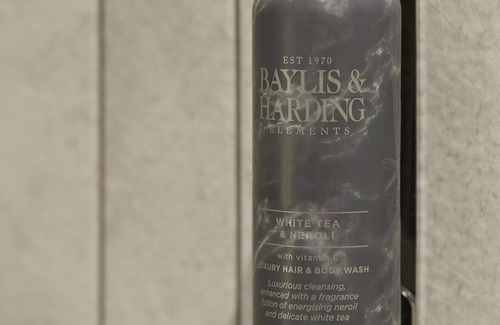 EST 1970
BAYLIS &
HARDING
ELEMENTS
WHITE TEA
& NEROLI
with vitamin E
LUXURY HAIR & BODY WASH
Luxurious cleansing,
enhanced with a fragrance
fusion of energising neroli
and delicate white tea